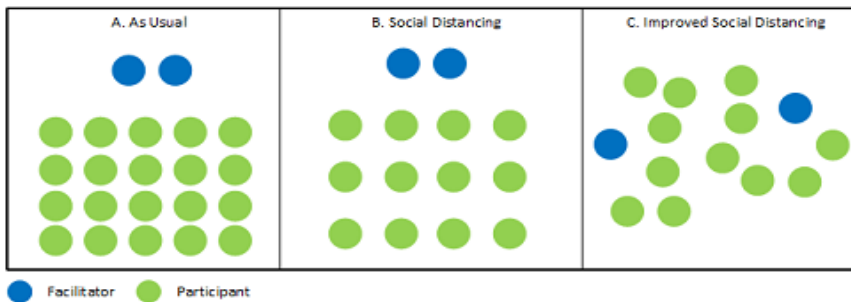 A. As Usual
B. Social Distancing
C. Improved Social Distancing
Facilitator
Participant